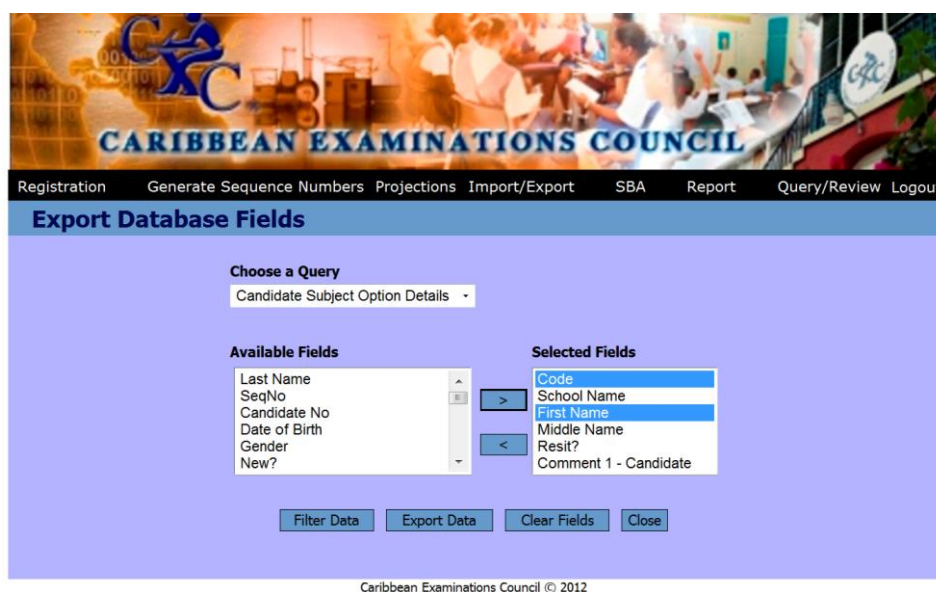 CXC
CXC
CARIBBEAN EXAMINATIONS COUNCIL
Registration Generate Sequence Numbers Projections Import/Export SBA Report Query/Review Logou
Export Database Fields
Choose a Query
Candidate Subject Option Details
Available Fields
Last Name
SeqNo
Candidate No
Date of Birth
Gender
New?
>
<
Selected Fields
Code
School Name
First Name
Middle Name
Resit?
Comment 1 - Candidate
Filter Data Export Data Clear Fields Close
Caribbean Examinations Council © 2012